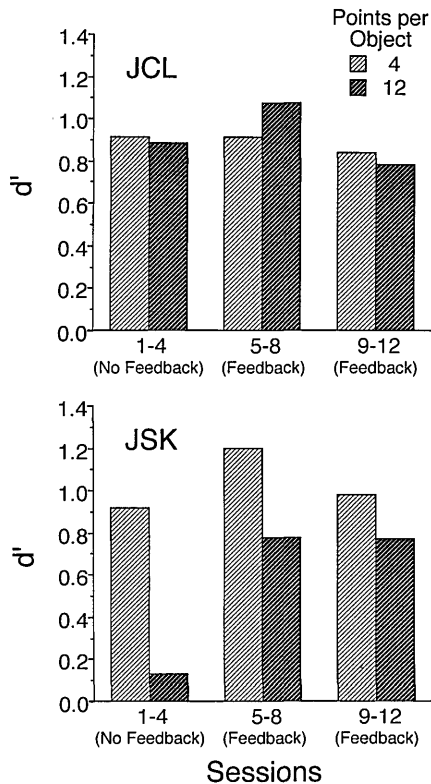 Points per
Object
4
12
JCL
d'
1.4
1.2
1.0
0.8
0.6
0.4
0.2
0.0
1-4 5-8 9-12
(No Feedback) (Feedback) (Feedback)
JSK
d'
1.4
1.2
1.0
0.8
0.6
0.4
0.2
0.0
1-4 5-8 9-12
(No Feedback) (Feedback) (Feedback)
Sessions